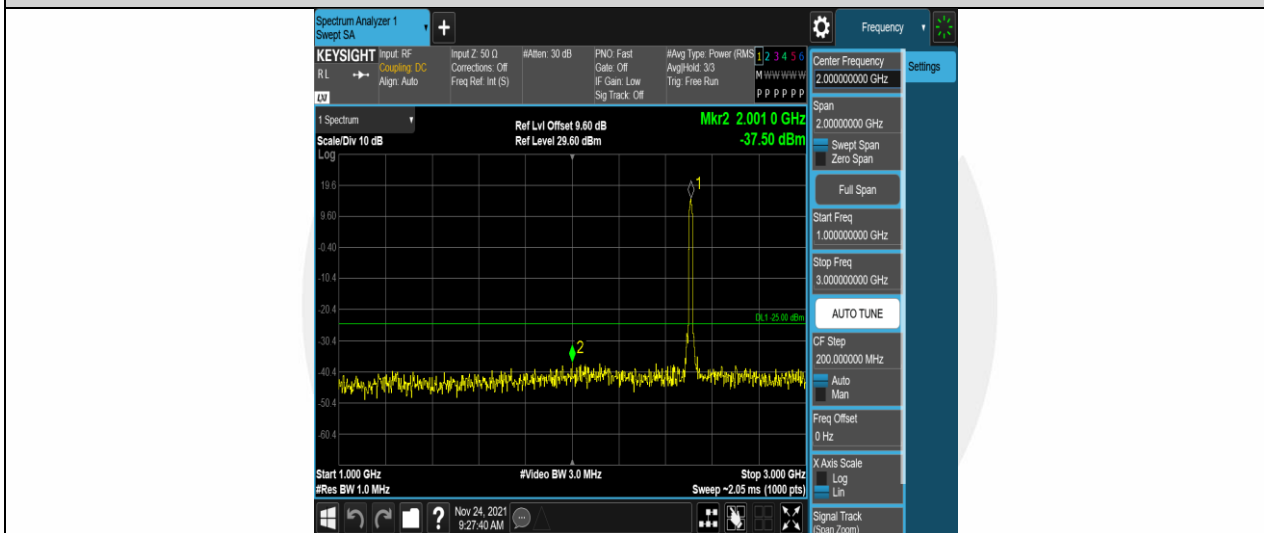 Spectrum Analyzer 1
Swept SA
+
Frequency
KEYSIGHT
RL
LXI
Input: RF
Coupling: DC
Align: Auto
Input Z: 50 Ω
Corrections: Off
Freq Ref: Int (S)
#Atten: 30 dB
PNO: Fast
Gate: Off
IF Gain: Low
Sig Track: Off
#Avg Type: Power (RMS
Avg|Hold: 3/3
Trig: Free Run
1 2 3 4 5 6
M W W W W W
P P P P P P
1 Spectrum
Scale/Div 10 dB
Log
Ref Lvl Offset 9.60 dB
Ref Level 29.60 dBm
Mkr2 2.001 0 GHz
-37.50 dBm
19.6
9.60
-0.40
-10.4
-20.4
-30.4
-40.4
-50.4
-60.4
1
DL1 -25.00 dBm
2
Start 1.000 GHz
#Res BW 1.0 MHz
#Video BW 3.0 MHz
Stop 3.000 GHz
Sweep ~2.05 ms (1000 pts)
?
Nov 24, 2021
9:27:40 AM
Center Frequency
2.000000000 GHz
Settings
Span
2.00000000 GHz
Swept Span
Zero Span
Full Span
Start Freq
1.000000000 GHz
Stop Freq
3.000000000 GHz
AUTO TUNE
CF Step
200.000000 MHz
Auto
Man
Freq Offset
0 Hz
X Axis Scale
Log
Lin
Signal Track
(Span Zoom)